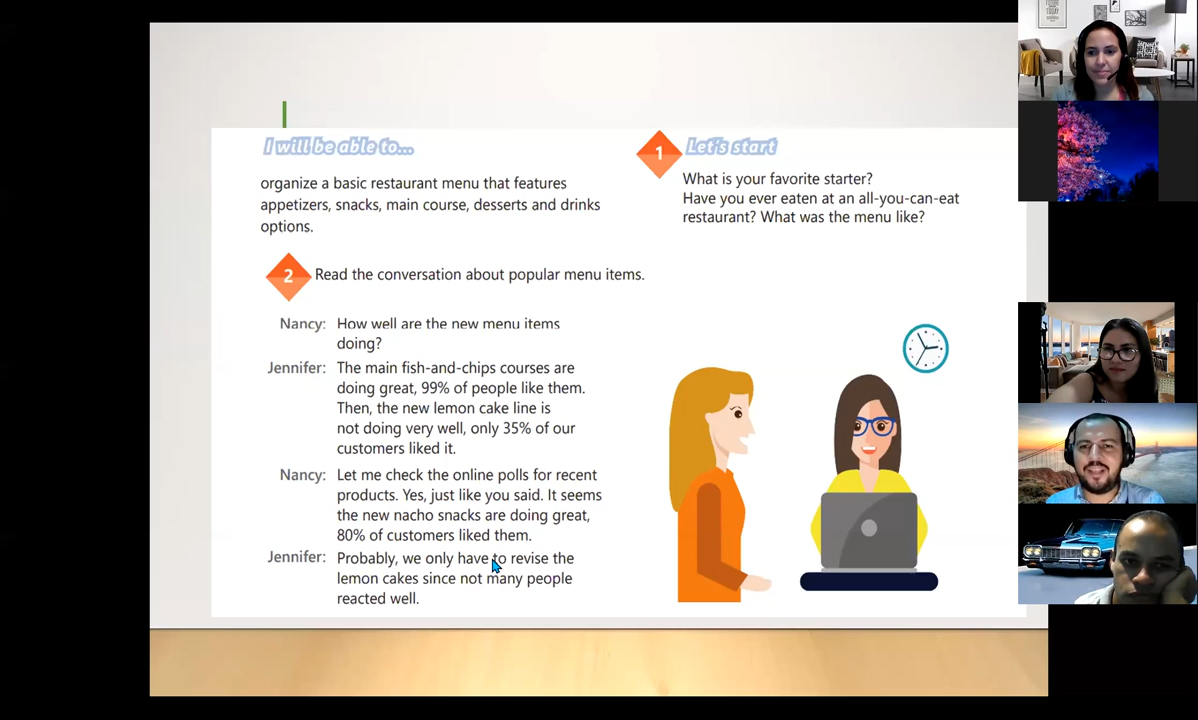 I will be able to...
organize a basic restaurant menu that features
appetizers, snacks, main course, desserts and drinks
options.
1 Let's start
What is your favorite starter?
Have you ever eaten at an all-you-can-eat
restaurant? What was the menu like?
2 Read the conversation about popular menu items.
Nancy: How well are the new menu items
doing?
Jennifer: The main fish-and-chips courses are
doing great, 99% of people like them.
Then, the new lemon cake line is
not doing very well, only 35% of our
customers liked it.
Nancy: Let me check the online polls for recent
products. Yes, just like you said. It seems
the new nacho snacks are doing great,
80% of customers liked them.
Jennifer: Probably, we only have to revise the
lemon cakes since not many people
reacted well.